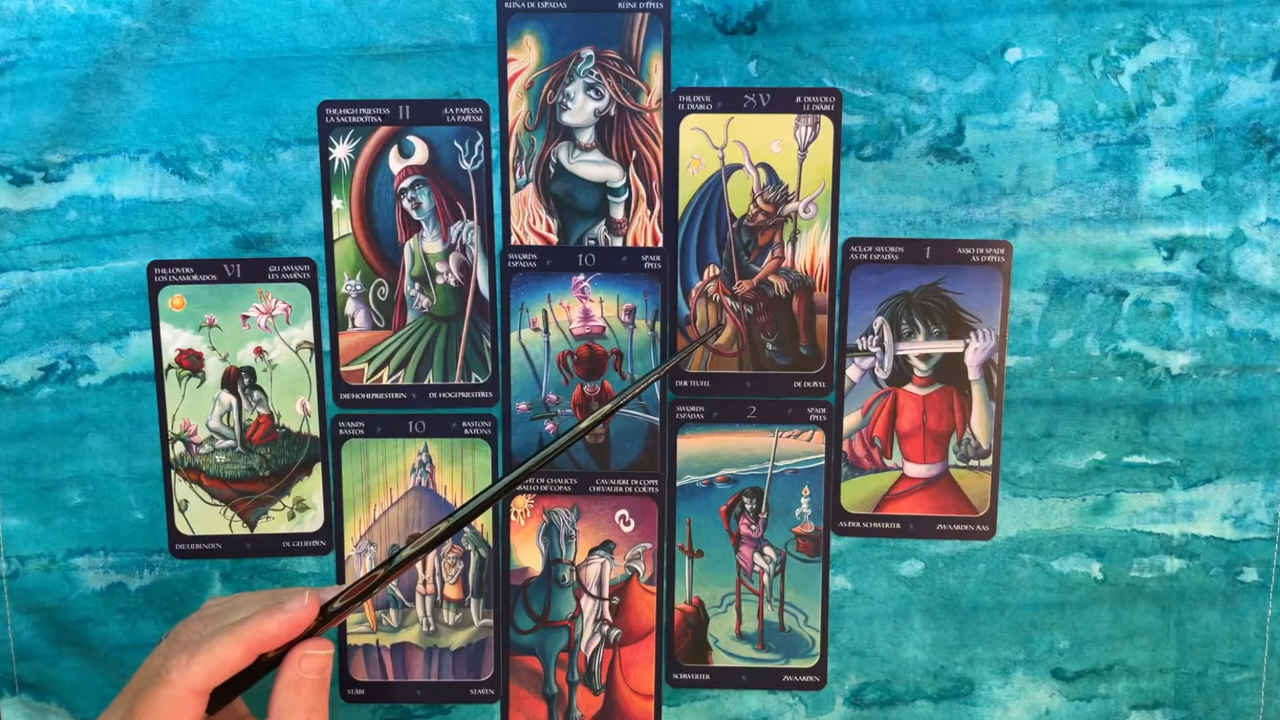 REINA DE ESPADAS REINE D'ÉPÉES
THE HIGH PRIESTESS II LA PAPESSA
LA SACERDOTISA LA PAPESSE
DIE HOHEPRIESTERIN DE HOGEPRIESTERES
THE DEVIL XV IL DIAVOLO
EL DIABLO LE DIABLE
DER TEUFEL DE DUIVEL
THE LOVERS VI GLI AMANTI
LOS ENAMORADOS LES AMANTS
DIE LIEBENDEN DE GELIEFDEN
SWORDS 10 SPADE
ESPADAS ÉPÉES
ACE OF SWORDS 1 ASSO DI SPADE
AS DE ESPADAS AS D'ÉPÉES
AS DER SCHWERTER ZWAARDEN AAS
WANDS 10 BASTONI
BASTOS BÂTONS
STÄBE STAVEN
CAVALIERE DI COPPE
CHEVALIER DE COUPES
OF CHALICES
DE COPAS
SWORDS 2 SPADE
ESPADAS ÉPÉES
SCHWERTER ZWAARDEN